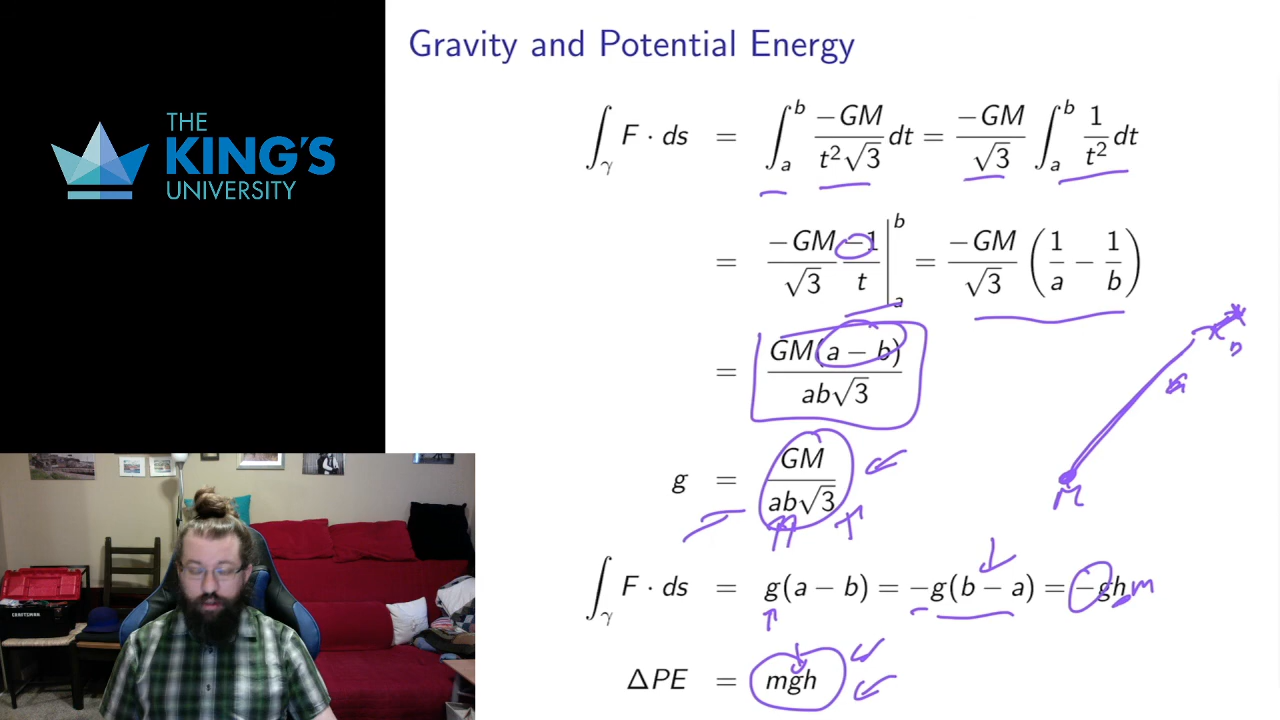 THE
KING'S
UNIVERSITY
Gravity and Potential Energy
∫_γ F · ds = ∫_a^b -GM/(t²√3) dt = -GM/√3 ∫_a^b 1/t² dt
= -GM/√3 -1/t |_a^b = -GM/√3 (1/a − 1/b)
= GM(a − b)/(ab√3)
g = GM/(ab√3)
∫_γ F · ds = g(a − b) = −g(b − a) = −gh m
ΔPE = mgh
M
CRAFTSMAN